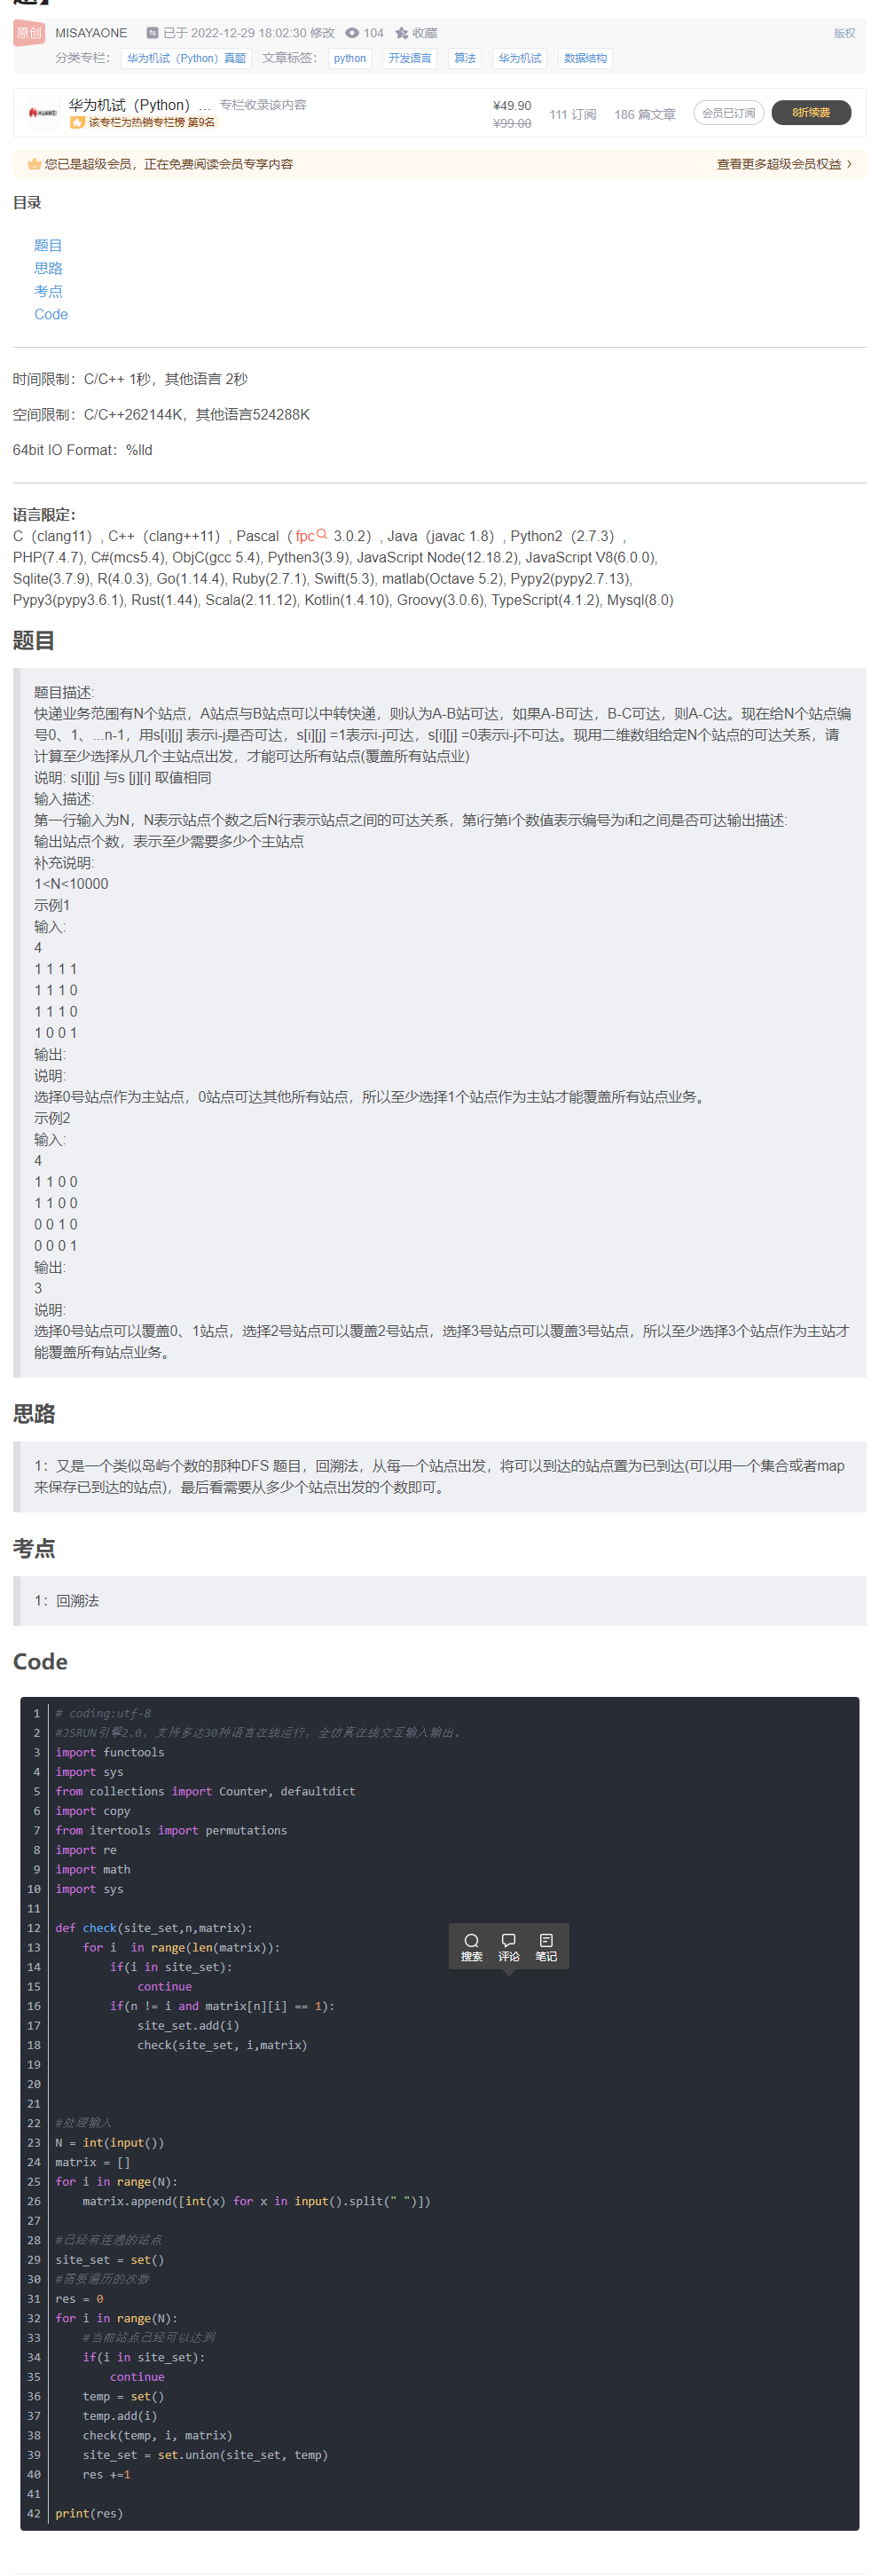 原创 MISAYAONE 已于 2022-12-29 18:02:30 修改 104 收藏 版权
分类专栏： 华为机试（Python）真题 文章标签： python 开发语言 算法 华为机试 数据结构
HUAWEI 华为机试（Python）... 专栏收录该内容 ¥49.90 111 订阅 186 篇文章 会员已订阅 8折续费
该专栏为热销专栏榜 第9名 ¥99.00
您已是超级会员，正在免费阅读会员专享内容 查看更多超级会员权益 >
目录
题目
思路
考点
Code
时间限制：C/C++ 1秒，其他语言 2秒
空间限制：C/C++262144K，其他语言524288K
64bit IO Format：%lld
语言限定：
C（clang11）, C++（clang++11）, Pascal（ fpc 3.0.2）, Java（javac 1.8）, Python2（2.7.3）,
PHP(7.4.7), C#(mcs5.4), ObjC(gcc 5.4), Pythen3(3.9), JavaScript Node(12.18.2), JavaScript V8(6.0.0),
Sqlite(3.7.9), R(4.0.3), Go(1.14.4), Ruby(2.7.1), Swift(5.3), matlab(Octave 5.2), Pypy2(pypy2.7.13),
Pypy3(pypy3.6.1), Rust(1.44), Scala(2.11.12), Kotlin(1.4.10), Groovy(3.0.6), TypeScript(4.1.2), Mysql(8.0)
题目
题目描述:
快递业务范围有N个站点，A站点与B站点可以中转快递，则认为A-B站可达，如果A-B可达，B-C可达，则A-C达。现在给N个站点编
号0、1、...n-1，用s[i][j] 表示i-j是否可达，s[i][j] =1表示i-j可达，s[i][j] =0表示i-j不可达。现用二维数组给定N个站点的可达关系，请
计算至少选择从几个主站点出发，才能可达所有站点(覆盖所有站点业)
说明: s[i][j] 与s [j][i] 取值相同
输入描述:
第一行输入为N，N表示站点个数之后N行表示站点之间的可达关系，第i行第i个数值表示编号为i和之间是否可达输出描述:
输出站点个数，表示至少需要多少个主站点
补充说明:
1<N<10000
示例1
输入:
4
1 1 1 1
1 1 1 0
1 1 1 0
1 0 0 1
输出:
说明:
选择0号站点作为主站点，0站点可达其他所有站点，所以至少选择1个站点作为主站才能覆盖所有站点业务。
示例2
输入:
4
1 1 0 0
1 1 0 0
0 0 1 0
0 0 0 1
输出:
3
说明:
选择0号站点可以覆盖0、1站点，选择2号站点可以覆盖2号站点，选择3号站点可以覆盖3号站点，所以至少选择3个站点作为主站才
能覆盖所有站点业务。
思路
1：又是一个类似岛屿个数的那种DFS 题目，回溯法，从每一个站点出发，将可以到达的站点置为已到达(可以用一个集合或者map
来保存已到达的站点)，最后看需要从多少个站点出发的个数即可。
考点
1：回溯法
Code
1 # coding:utf-8
2 #JSRUN引擎2.0，支持多达30种语言在线运行，全仿真在线交互输入输出。
3 import functools
4 import sys
5 from collections import Counter, defaultdict
6 import copy
7 from itertools import permutations
8 import re
9 import math
10 import sys
11
12 def check(site_set,n,matrix):
13     for i  in range(len(matrix)):
14         if(i in site_set):
15             continue
16         if(n != i and matrix[n][i] == 1):
17             site_set.add(i)
18             check(site_set, i,matrix)
搜索 评论 笔记
19
20
21
22 #处理输入
23 N = int(input())
24 matrix = []
25 for i in range(N):
26     matrix.append([int(x) for x in input().split(" ")])
27
28 #已经有连通的站点
29 site_set = set()
30 #需要遍历的次数
31 res = 0
32 for i in range(N):
33     #当前站点已经可以达到
34     if(i in site_set):
35         continue
36     temp = set()
37     temp.add(i)
38     check(temp, i, matrix)
39     site_set = set.union(site_set, temp)
40     res +=1
41
42 print(res)